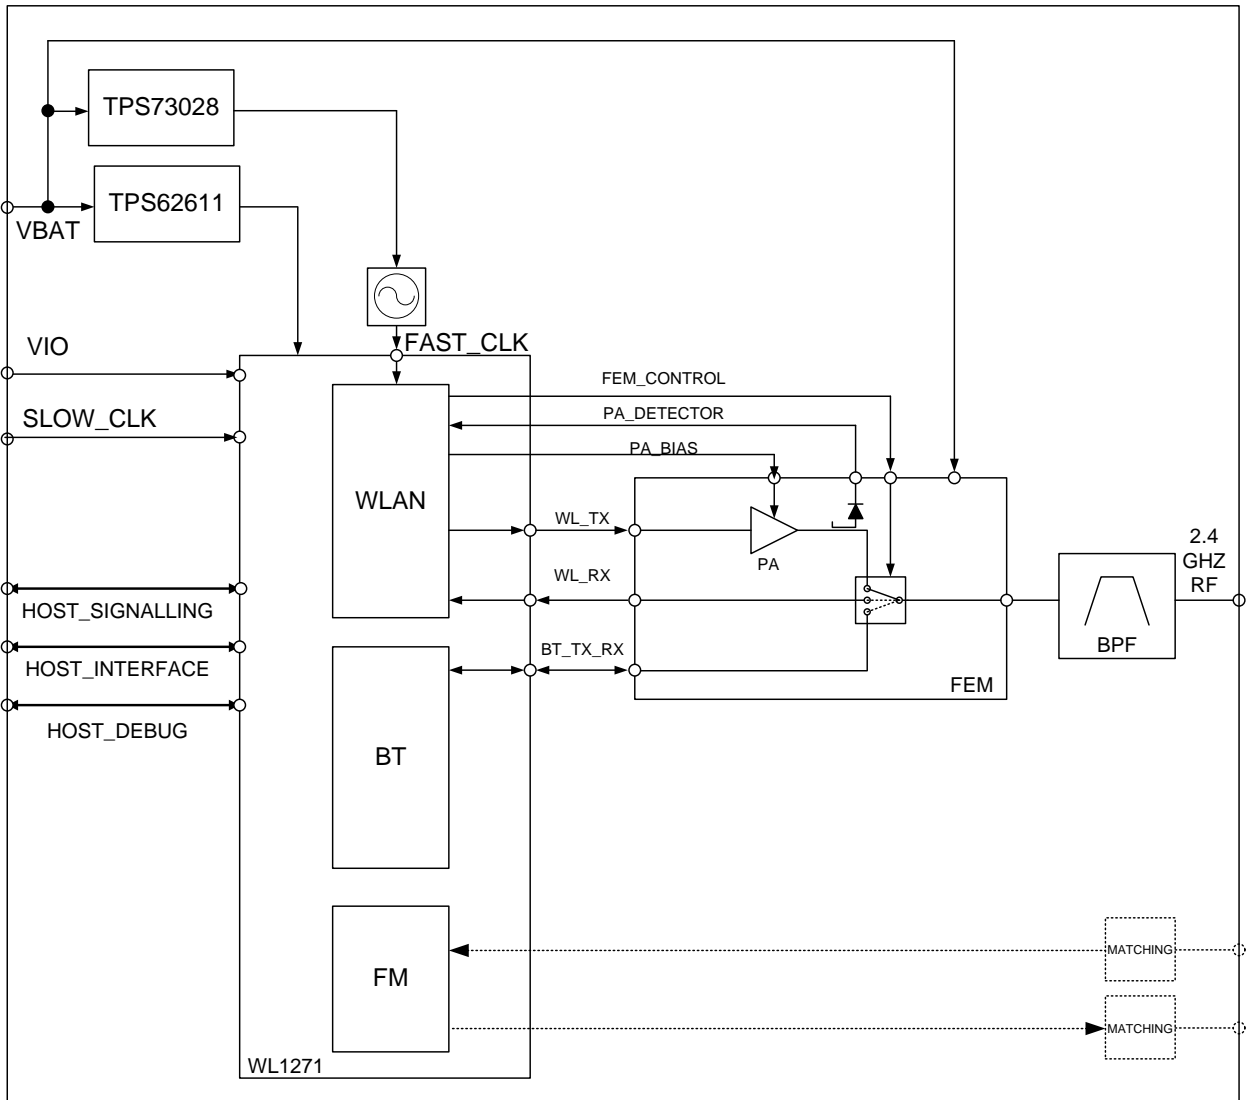 TPS73028
TPS62611
VBAT
FAST_CLK
VIO
SLOW_CLK
FEM_CONTROL
PA_DETECTOR
PA_BIAS
WLAN
WL_TX
PA
2.4
GHZ
RF
WL_RX
BPF
HOST_SIGNALLING
HOST_INTERFACE
HOST_DEBUG
BT_TX_RX
FEM
BT
FM
MATCHING
MATCHING
WL1271